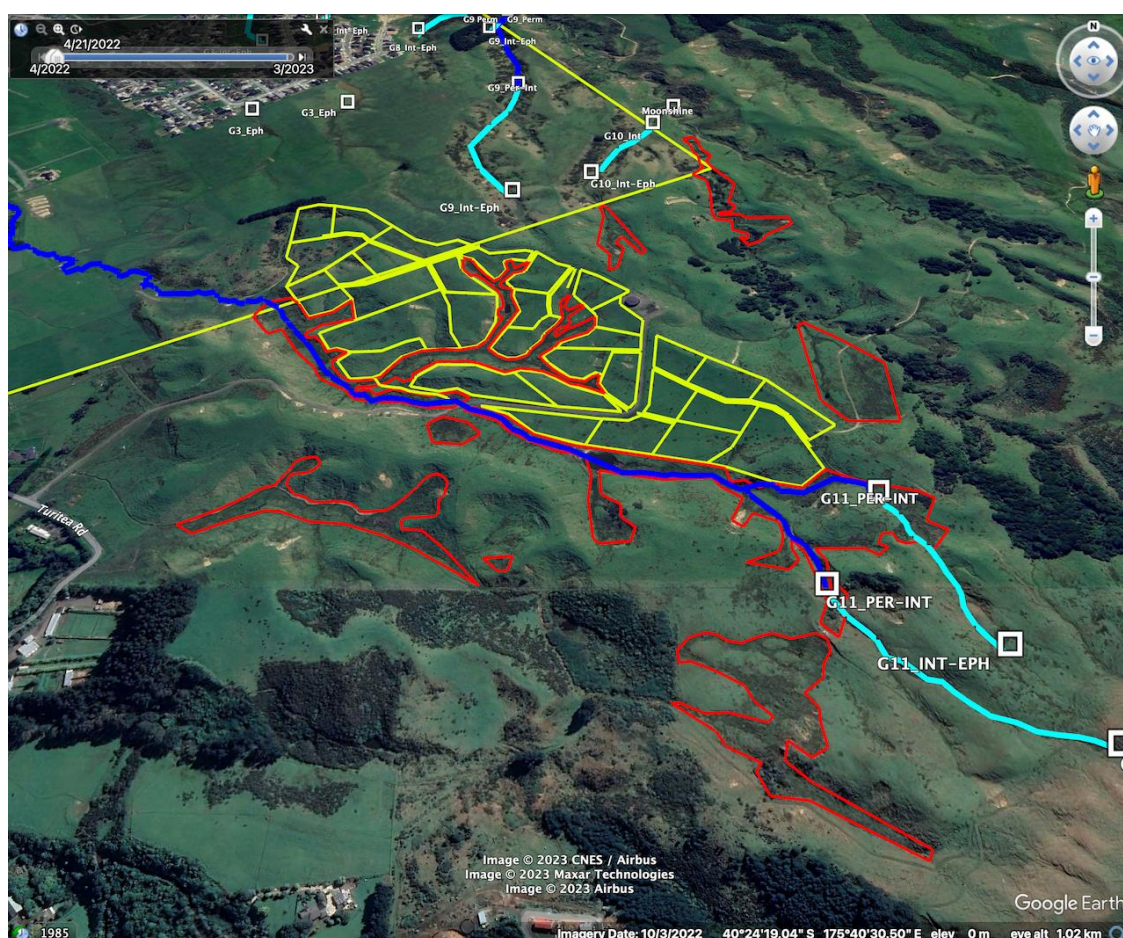 4/21/2022
4/2022
3/2023
G8_Int-Eph
G9 Perm
G9_Perm
G9_Int-Eph
G9_Per-Int
G3_Eph
G3_Eph
Moonshine
G10_Int
G10_Int-Eph
G9_Int-Eph
N
Turitea Rd
G11_PER-INT
G11_PER-INT
G11_INT-EPH
Image © 2023 CNES / Airbus
Image © 2023 Maxar Technologies
Image © 2023 Airbus
Google Earth
1985
Imagery Date: 10/3/2022 40°24'19.04" S 175°40'30.50" E elev 0 m eye alt 1.02 km